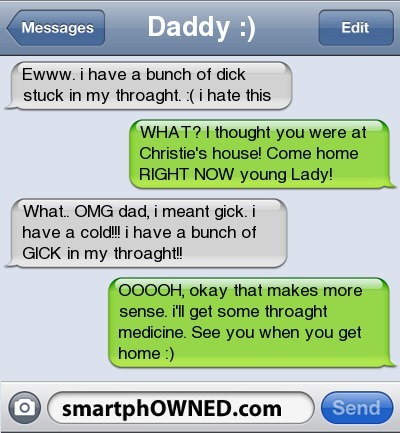 Messages
Daddy :)
Edit
Ewww. i have a bunch of dick
stuck in my throaght. :( i hate this
WHAT? I thought you were at
Christie's house! Come home
RIGHT NOW young Lady!
What.. OMG dad, i meant gick. i
have a cold!!! i have a bunch of
GICK in my throaght!!
OOOOH, okay that makes more
sense. i'll get some throaght
medicine. See you when you get
home :)
smartphOWNED.com
Send